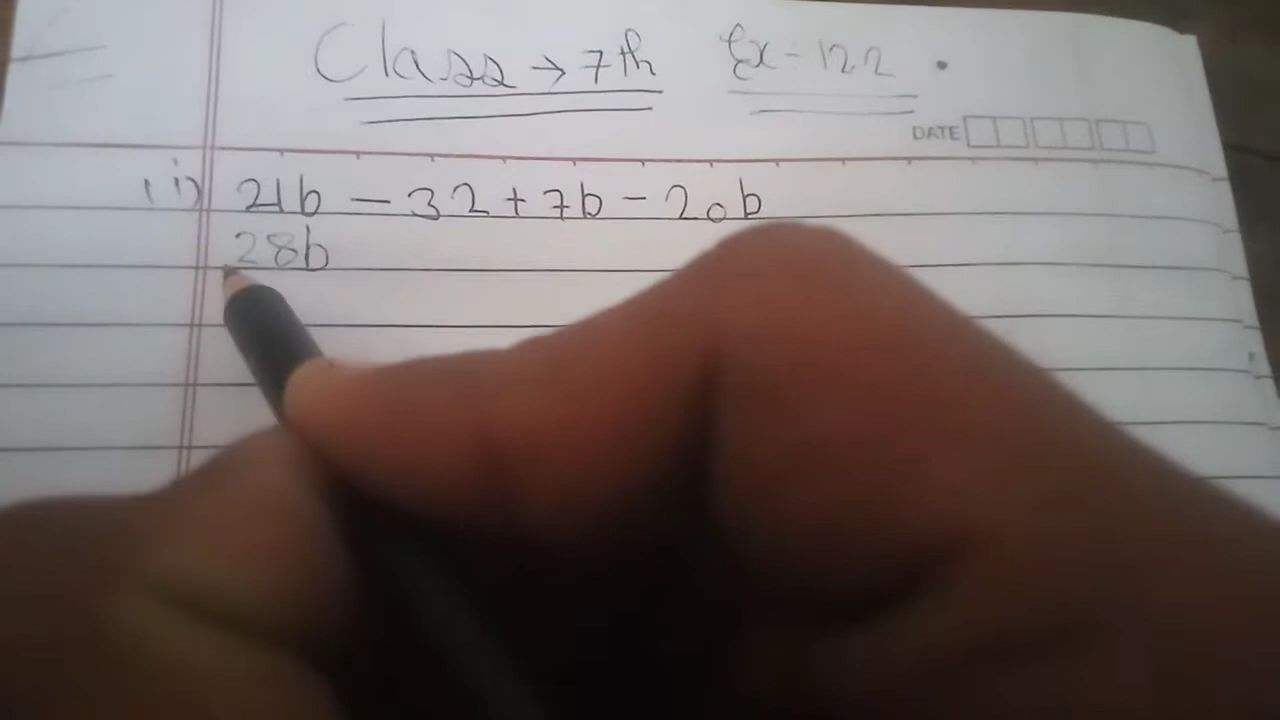 Class → 7th Ex - 12.2
DATE
(i) 21b - 32 + 7b - 20b
28b